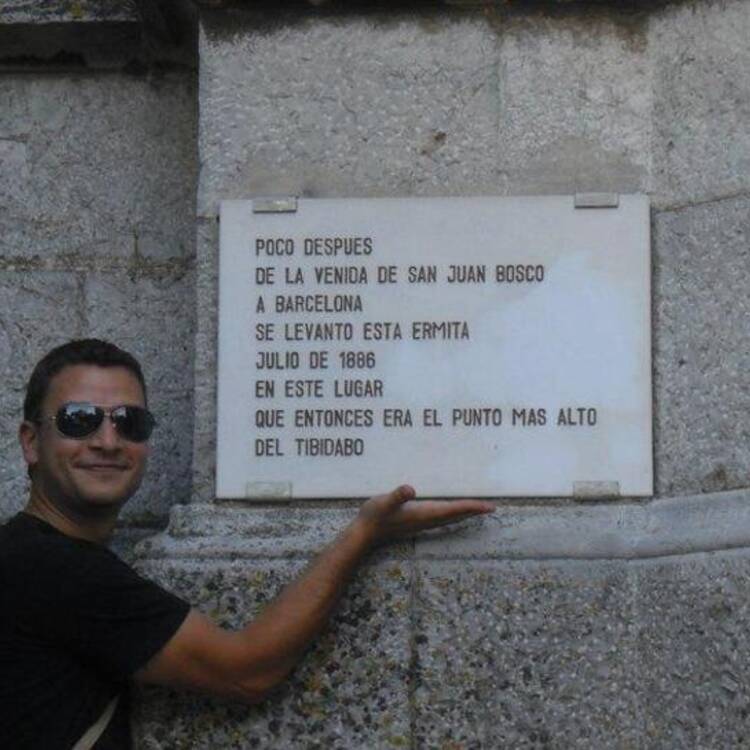 POCO DESPUES
DE LA VENIDA DE SAN JUAN BOSCO
A BARCELONA
SE LEVANTO ESTA ERMITA
JULIO DE 1886
EN ESTE LUGAR
QUE ENTONCES ERA EL PUNTO MAS ALTO
DEL TIBIDABO